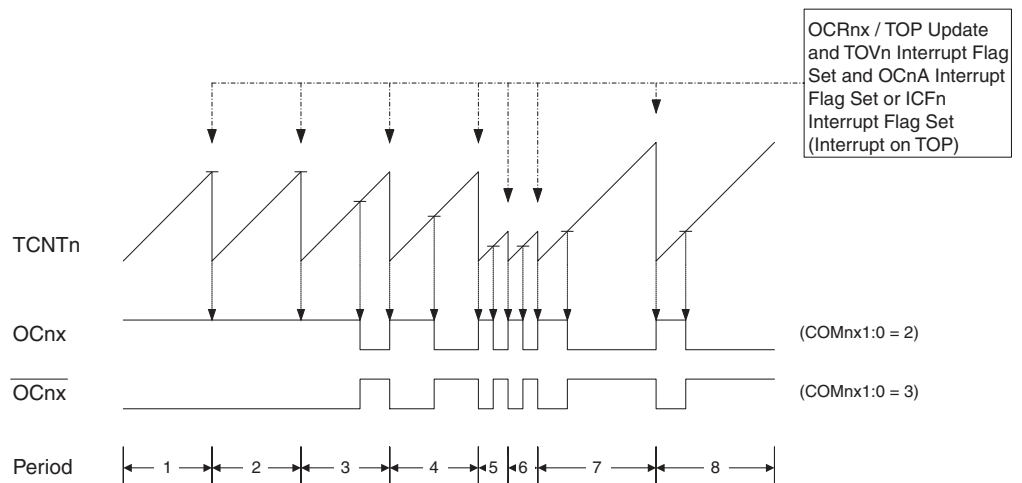 OCRnx / TOP Update
and TOVn Interrupt Flag
Set and OCnA Interrupt
Flag Set or ICFn
Interrupt Flag Set
(Interrupt on TOP)
TCNTn
OCnx (COMnx1:0 = 2)
OCnx (COMnx1:0 = 3)
Period 1 2 3 4 5 6 7 8